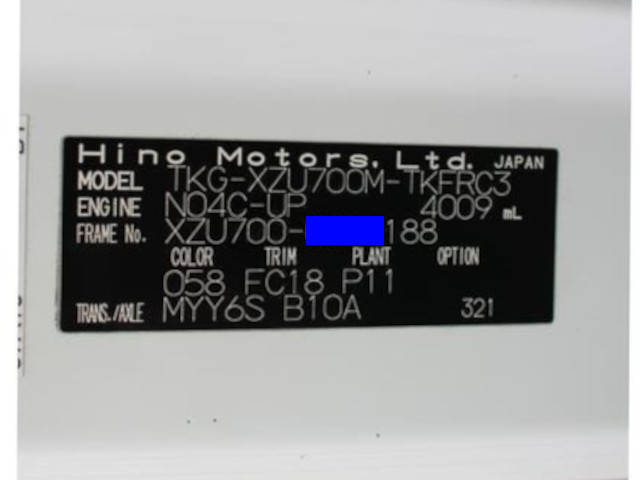 Hino Motors, Ltd. JAPAN
MODEL TKG-XZU700M-TKFRC3
ENGINE N04C-UP 4009 mL
FRAME No. XZU700- 188
COLOR TRIM PLANT OPTION
058 FC18 P11
TRANS./AXLE MYY6S B10A 321